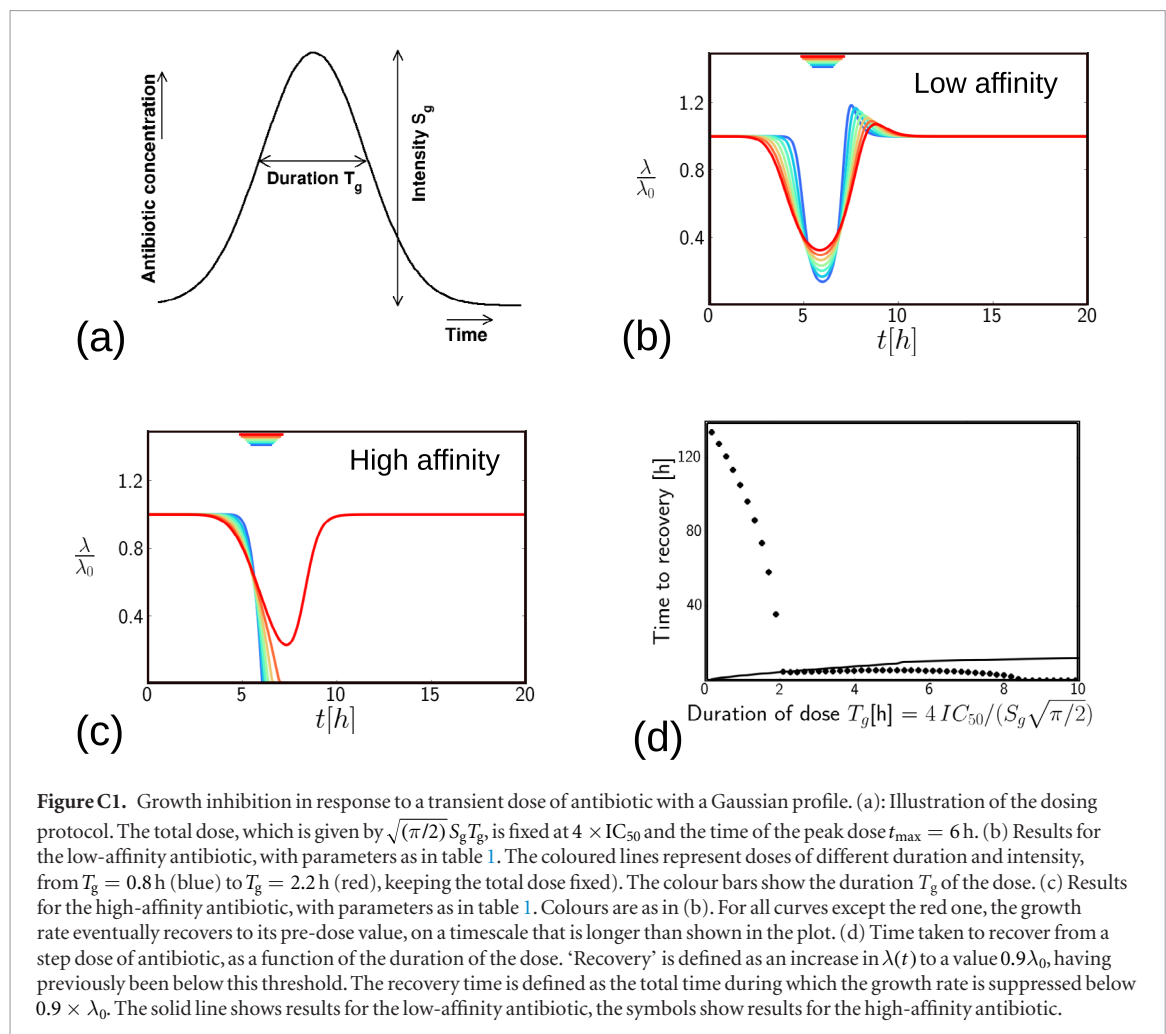 Antibiotic concentration
Duration T_g
Intensity S_g
Time
(a)
Low affinity
1.2
0.8
0.4
λ/λ₀
0 5 10 15 20
t[h]
(b)
High affinity
1.2
0.8
0.4
λ/λ₀
0 5 10 15 20
t[h]
(c)
120
80
40
Time to recovery [h]
0 2 4 6 8 10
Duration of dose T_g[h] = 4 IC₅₀/(S_g√(π/2))
(d)
Figure C1. Growth inhibition in response to a transient dose of antibiotic with a Gaussian profile. (a): Illustration of the dosing
protocol. The total dose, which is given by √(π/2) S_gT_g, is fixed at 4 × IC₅₀ and the time of the peak dose t_max = 6 h. (b) Results for
the low-affinity antibiotic, with parameters as in table 1. The coloured lines represent doses of different duration and intensity,
from T_g = 0.8 h (blue) to T_g = 2.2 h (red), keeping the total dose fixed). The colour bars show the duration T_g of the dose. (c) Results
for the high-affinity antibiotic, with parameters as in table 1. Colours are as in (b). For all curves except the red one, the growth
rate eventually recovers to its pre-dose value, on a timescale that is longer than shown in the plot. (d) Time taken to recover from a
step dose of antibiotic, as a function of the duration of the dose. ‘Recovery’ is defined as an increase in λ(t) to a value 0.9λ₀, having
previously been below this threshold. The recovery time is defined as the total time during which the growth rate is suppressed below
0.9 × λ₀. The solid line shows results for the low-affinity antibiotic, the symbols show results for the high-affinity antibiotic.